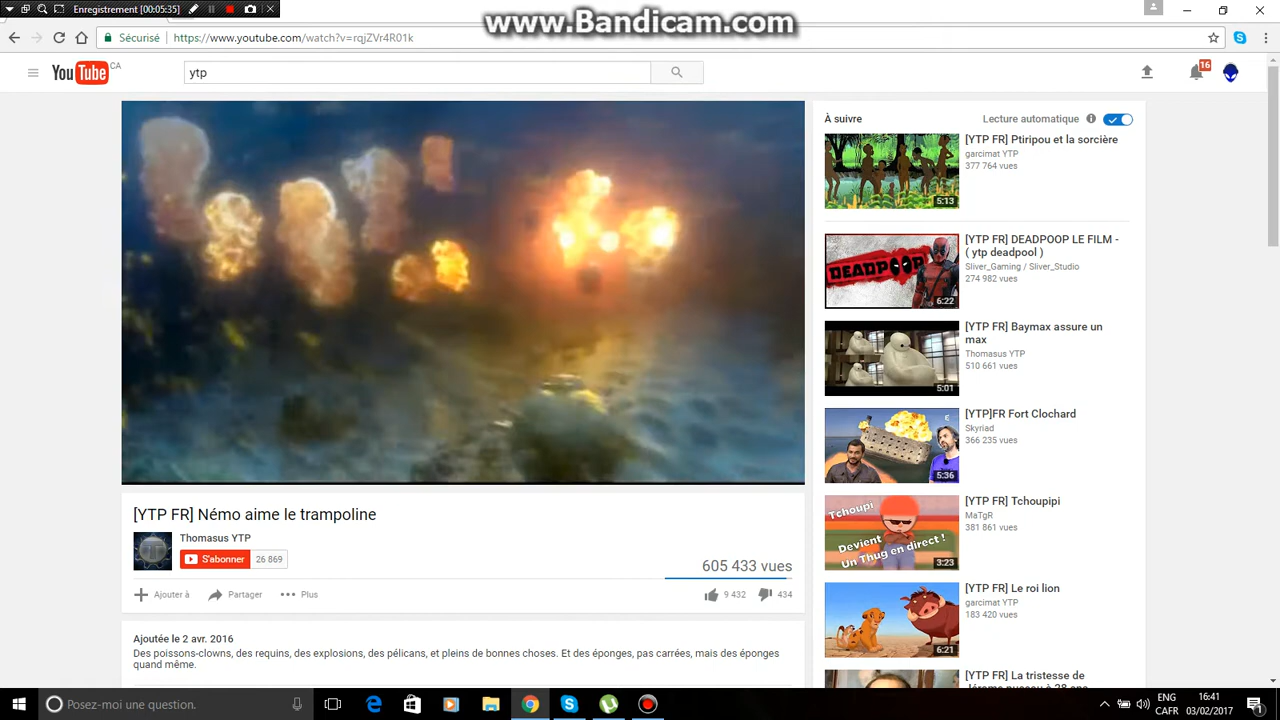 Enregistrement [00:05:35]
www.Bandicam.com
Sécurisé
https://www.youtube.com/watch?v=rqjZVr4R01k
YouTube CA
ytp
16
À suivre
Lecture automatique
[YTP FR] Ptiripou et la sorcière
garcimat YTP
377 764 vues
5:13
[YTP FR] DEADPOOP LE FILM -
( ytp deadpool )
Sliver_Gaming / Sliver_Studio
274 982 vues
DEADPOOP
6:22
[YTP FR] Baymax assure un
max
Thomasus YTP
510 661 vues
5:01
[YTP]FR Fort Clochard
Skyriad
366 235 vues
5:36
[YTP FR] Tchoupipi
MaTgR
381 861 vues
Tchoupi
Devient
Un Thug en direct !
3:23
[YTP FR] Le roi lion
garcimat YTP
183 420 vues
6:21
[YTP FR] La tristesse de
[YTP FR] Némo aime le trampoline
Thomasus YTP
S'abonner
26 869
605 433 vues
Ajouter à
Partager
Plus
9 432
434
Ajoutée le 2 avr. 2016
Des poissons-clowns, des requins, des explosions, des pélicans, et pleins de bonnes choses. Et des éponges, pas carrées, mais des éponges
quand même.
Posez-moi une question.
ENG
CAFR
16:41
03/02/2017